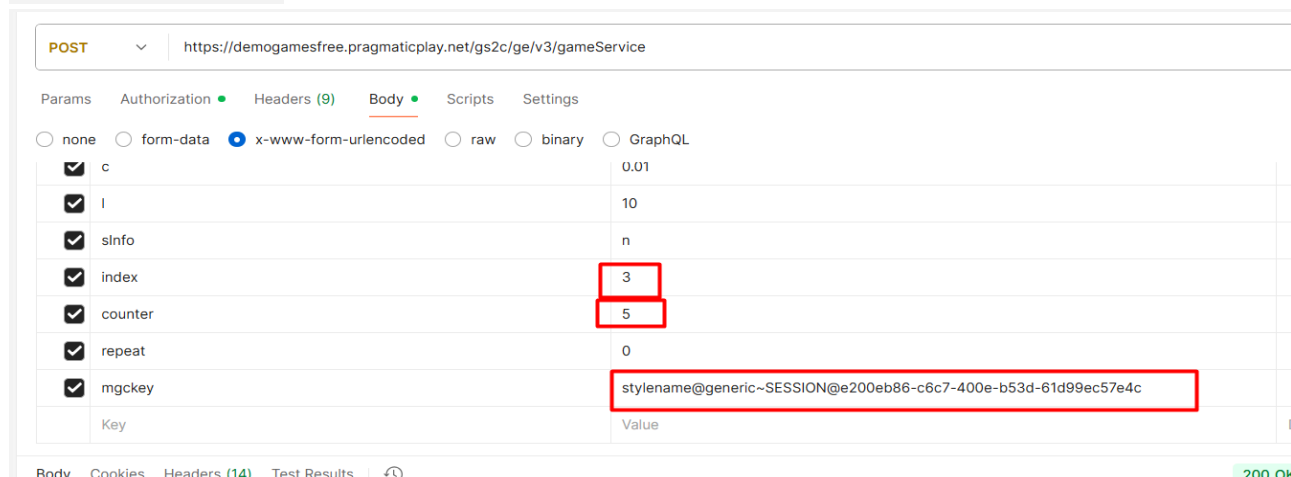 POST https://demogamesfree.pragmaticplay.net/gs2c/ge/v3/gameService
Params Authorization Headers (9) Body Scripts Settings
none form-data x-www-form-urlencoded raw binary GraphQL
c 0.01
l 10
sInfo n
index 3
counter 5
repeat 0
mgckey stylename@generic~SESSION@e200eb86-c6c7-400e-b53d-61d99ec57e4c
Key Value
Body Cookies Headers (14) Test Results 200 OK